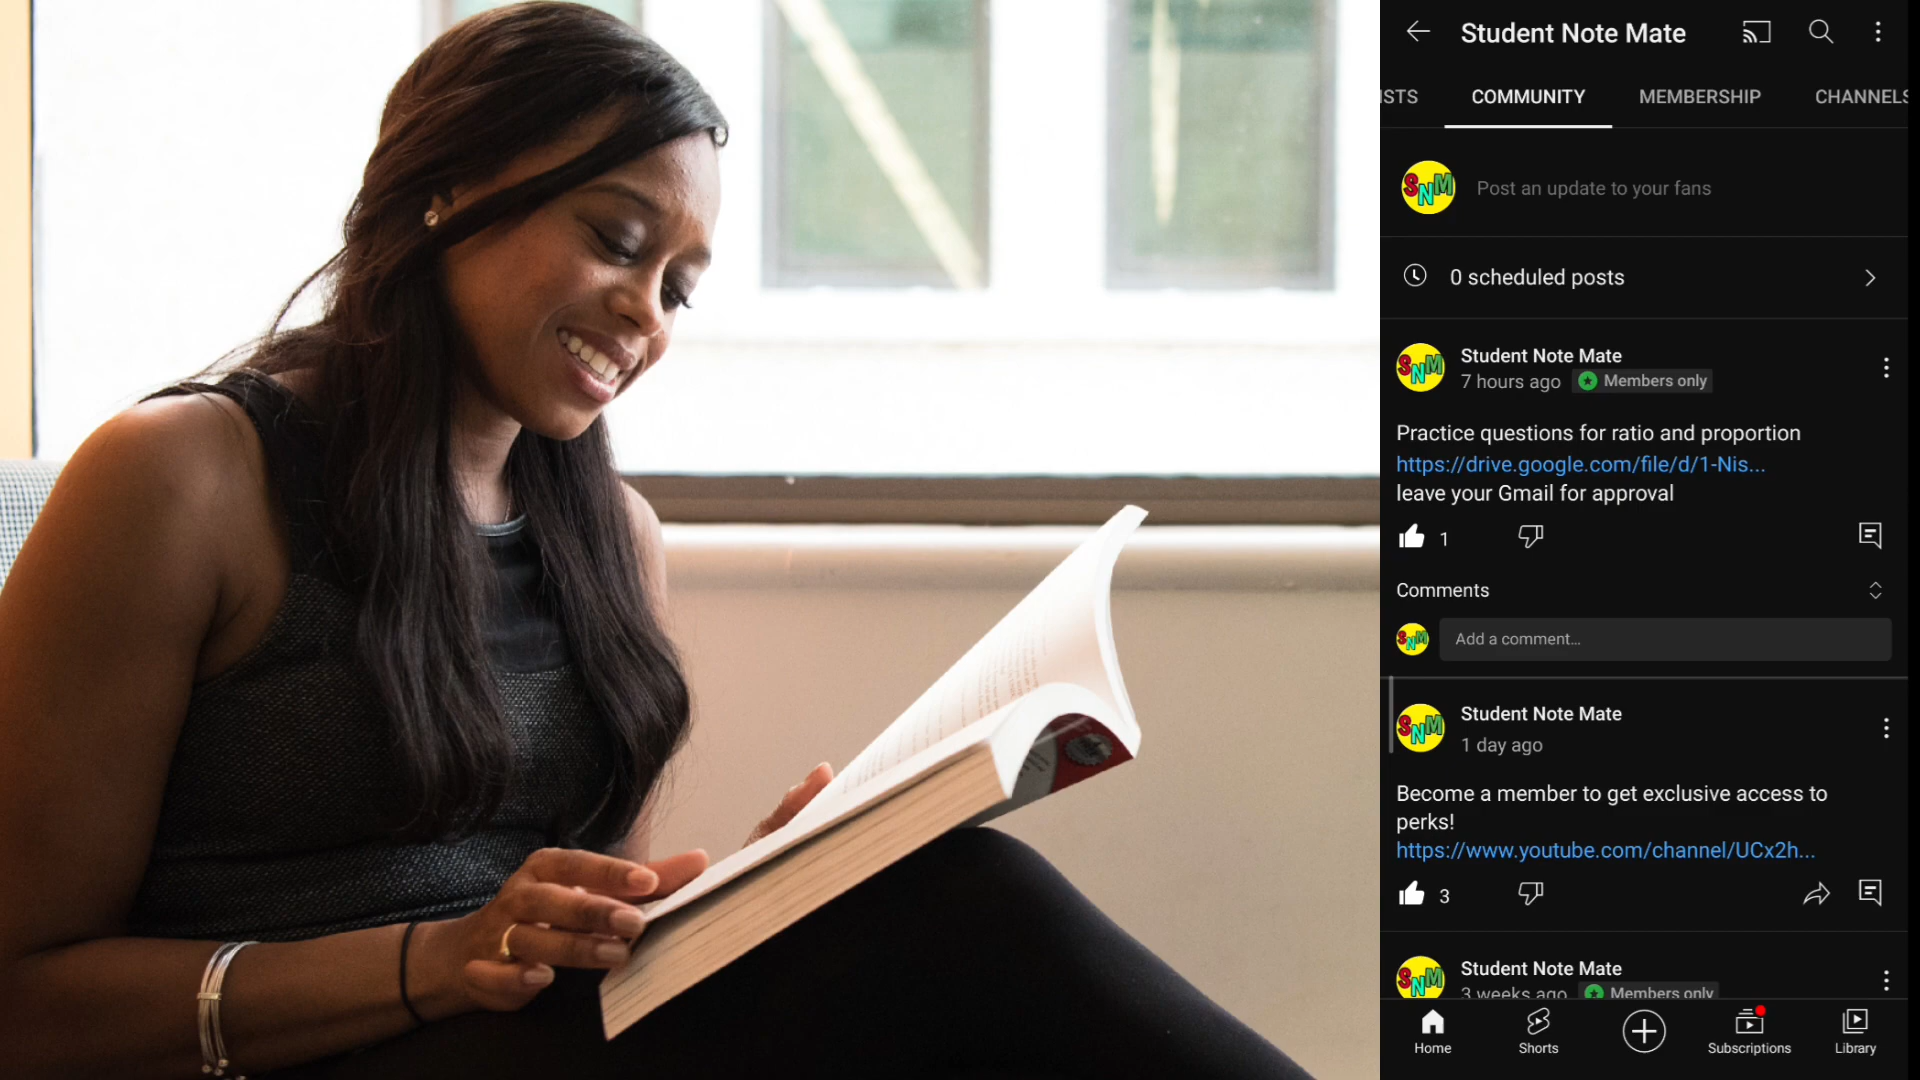 Student Note Mate
ISTS COMMUNITY MEMBERSHIP CHANNELS
SNM Post an update to your fans
0 scheduled posts
SNM Student Note Mate
7 hours ago Members only
Practice questions for ratio and proportion
https://drive.google.com/file/d/1-Nis...
leave your Gmail for approval
1
Comments
SNM Add a comment...
SNM Student Note Mate
1 day ago
Become a member to get exclusive access to
perks!
https://www.youtube.com/channel/UCx2h...
3
SNM Student Note Mate
3 weeks ago Members only
Home Shorts Subscriptions Library